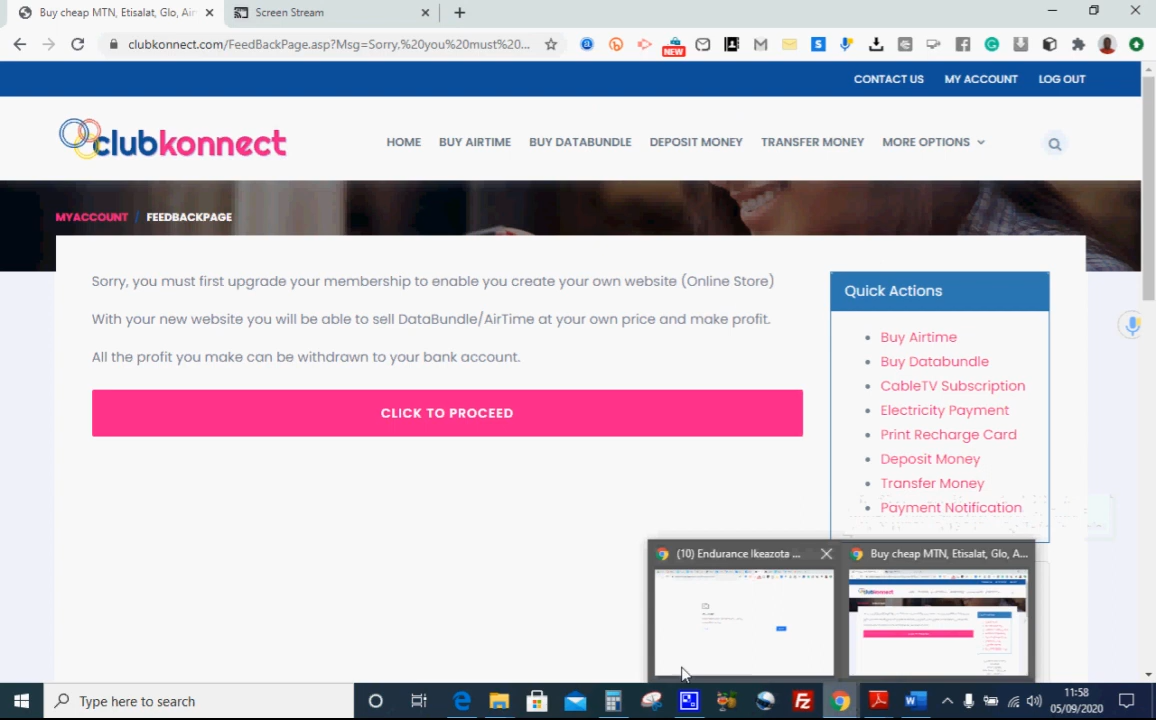 Buy cheap MTN, Etisalat, Glo, Air
Screen Stream
clubkonnect.com/FeedBackPage.asp?Msg=Sorry,%20you%20must%20...
NEW
CONTACT US
MY ACCOUNT
LOG OUT
clubkonnect
HOME
BUY AIRTIME
BUY DATABUNDLE
DEPOSIT MONEY
TRANSFER MONEY
MORE OPTIONS
MYACCOUNT / FEEDBACKPAGE
Sorry, you must first upgrade your membership to enable you create your own website (Online Store)
With your new website you will be able to sell DataBundle/AirTime at your own price and make profit.
All the profit you make can be withdrawn to your bank account.
CLICK TO PROCEED
Quick Actions
Buy Airtime
Buy Databundle
CableTV Subscription
Electricity Payment
Print Recharge Card
Deposit Money
Transfer Money
Payment Notification
(10) Endurance Ikeazota ...
Buy cheap MTN, Etisalat, Glo, A...
Type here to search
11:58
05/09/2020